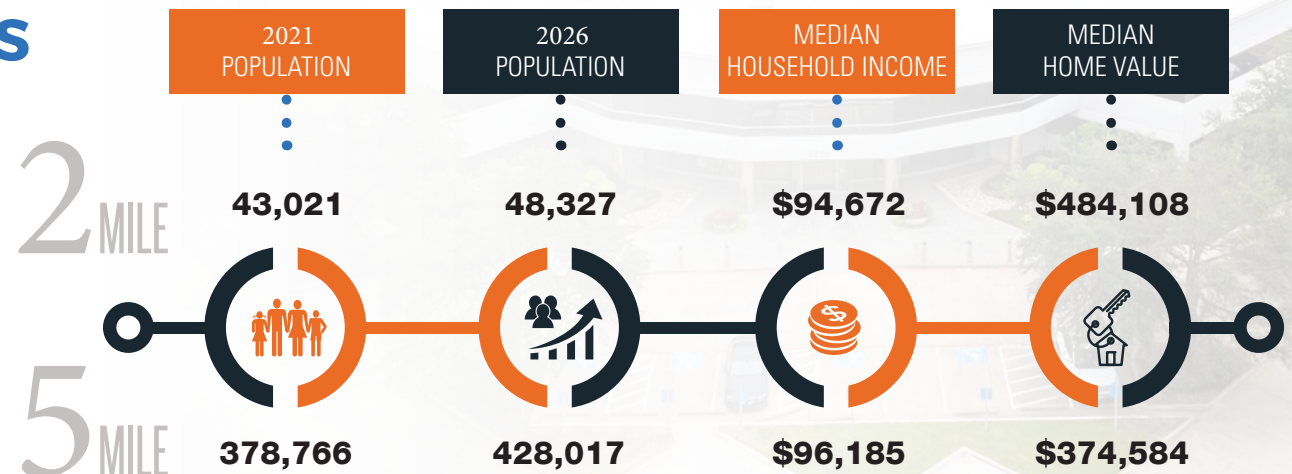 2021
POPULATION
2026
POPULATION
MEDIAN
HOUSEHOLD INCOME
MEDIAN
HOME VALUE
2 MILE
43,021
48,327
$94,672
$484,108
5 MILE
378,766
428,017
$96,185
$374,584